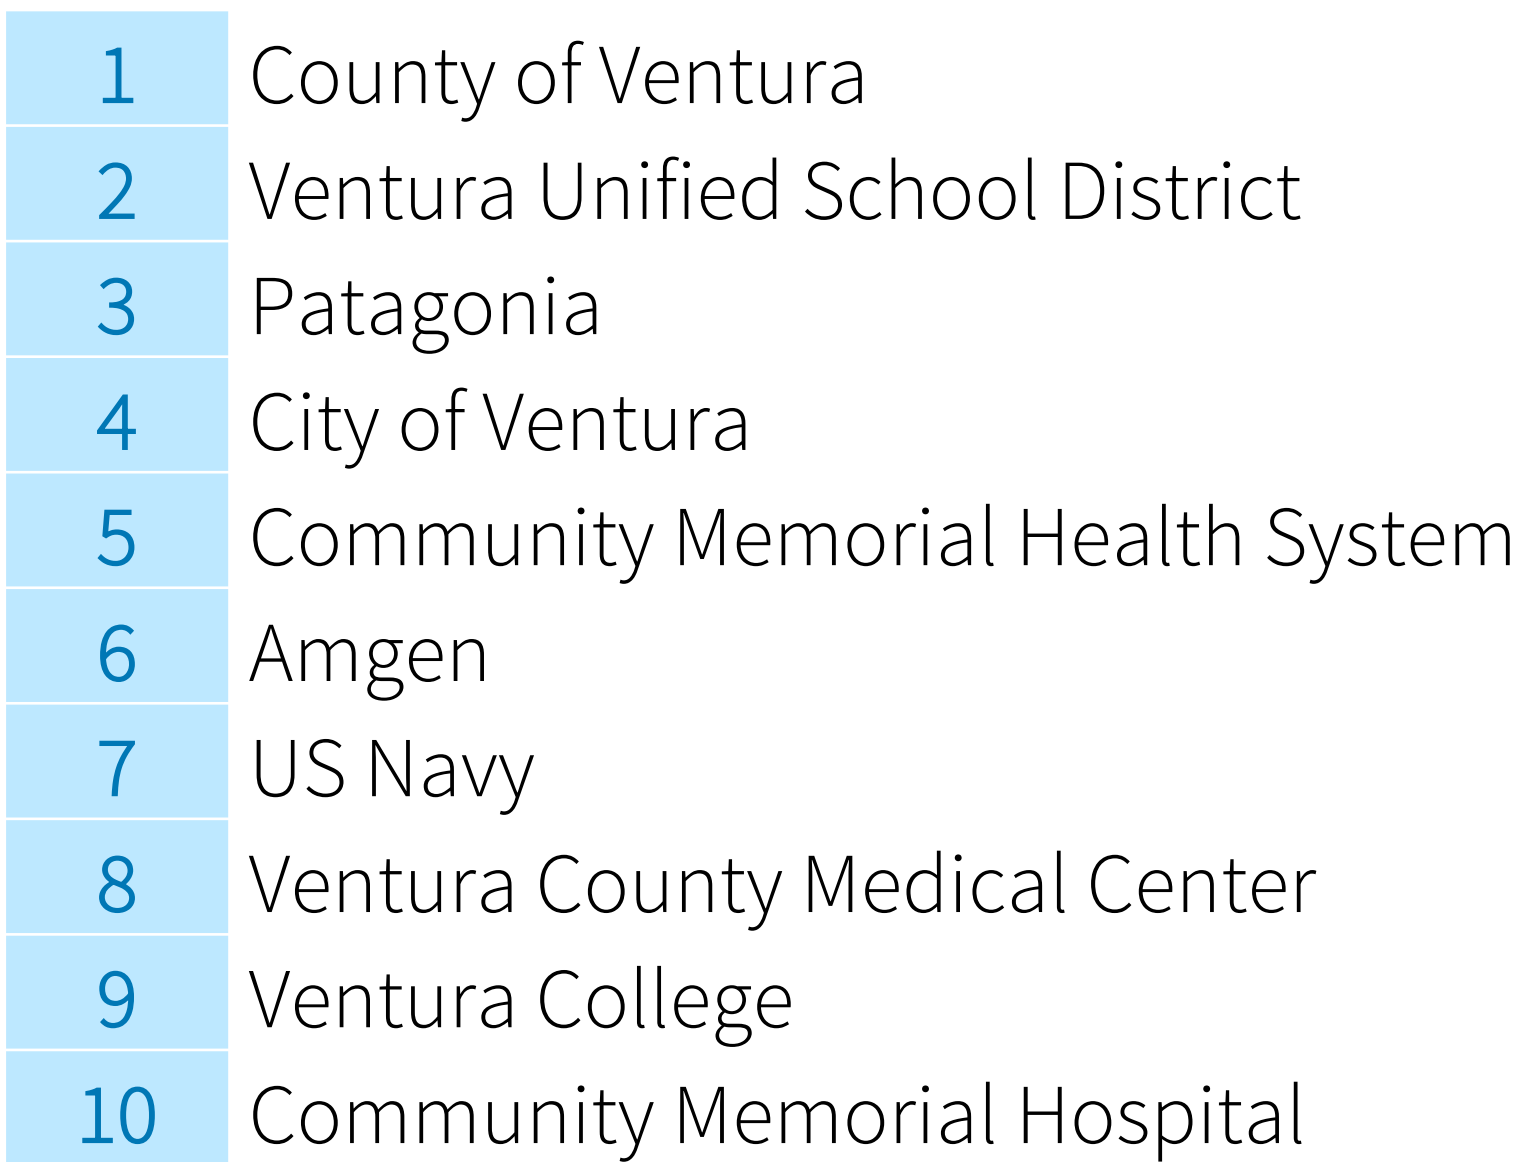 1 County of Ventura
2 Ventura Unified School District
3 Patagonia
4 City of Ventura
5 Community Memorial Health System
6 Amgen
7 US Navy
8 Ventura County Medical Center
9 Ventura College
10 Community Memorial Hospital